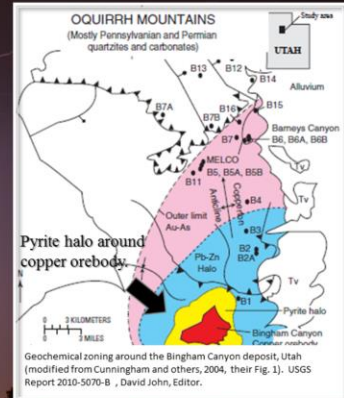 OQUIRRH MOUNTAINS
(Mostly Pennsylvanian and Permian
quartzites and carbonates)
Study area
UTAH
B13
B12
B14
Alluvium
B7A
B16
B15
B7B
Barneys Canyon
B7
B6, B6A, B6B
MELCO
B5, B5A, B5B
Tv
B11
Tv
Copperton
Anticline
B4
Outer limit
Au-As
B3
Pyrite halo around
copper orebody.
Pb-Zn
Halo
B2
B2A
Tv
B1
N
Pyrite halo
0 3 KILOMETERS
0 3 MILES
Bingham Canyon
Copper orebody
Geochemical zoning around the Bingham Canyon deposit, Utah
(modified from Cunningham and others, 2004, their Fig. 1). USGS
Report 2010-5070-B , David John, Editor.